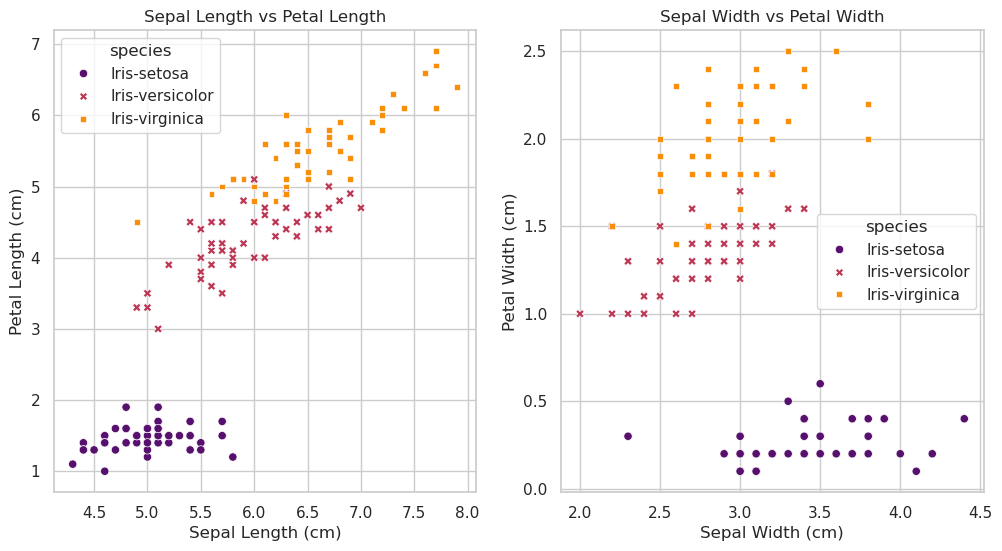 Sepal Length vs Petal Length
species
Iris-setosa
Iris-versicolor
Iris-virginica
7
6
5
4
3
2
1
Petal Length (cm)
4.5 5.0 5.5 6.0 6.5 7.0 7.5 8.0
Sepal Length (cm)
Sepal Width vs Petal Width
2.5
2.0
1.5
1.0
0.5
0.0
Petal Width (cm)
species
Iris-setosa
Iris-versicolor
Iris-virginica
2.0 2.5 3.0 3.5 4.0 4.5
Sepal Width (cm)